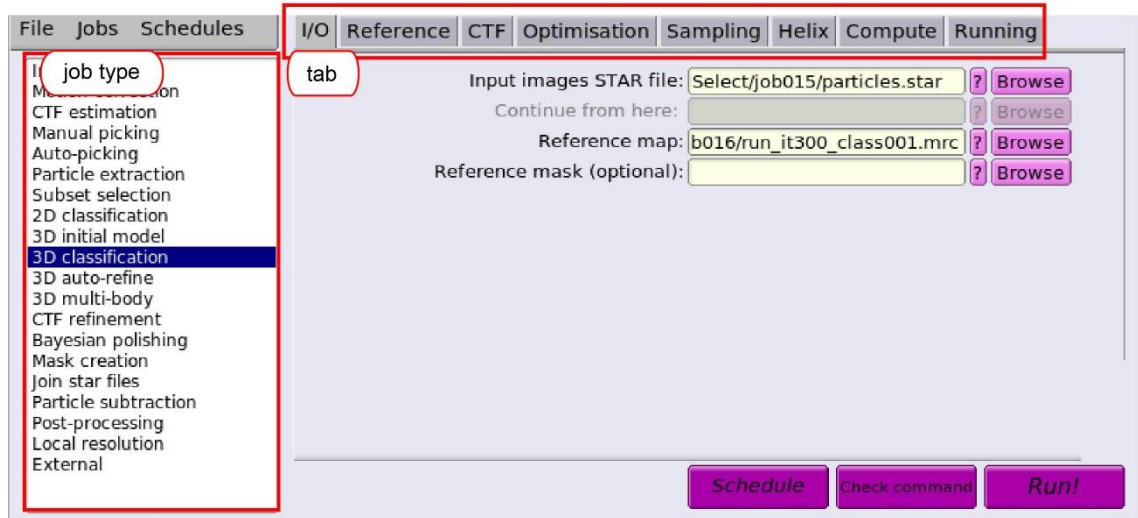 File Jobs Schedules
I/O Reference CTF Optimisation Sampling Helix Compute Running
job type
tab
CTF estimation
Manual picking
Auto-picking
Particle extraction
Subset selection
2D classification
3D initial model
3D classification
3D auto-refine
3D multi-body
CTF refinement
Bayesian polishing
Mask creation
Join star files
Particle subtraction
Post-processing
Local resolution
External
Input images STAR file: Select/job015/particles.star ? Browse
Continue from here: ? Browse
Reference map: b016/run_it300_class001.mrc ? Browse
Reference mask (optional): ? Browse
Schedule Check command Run!